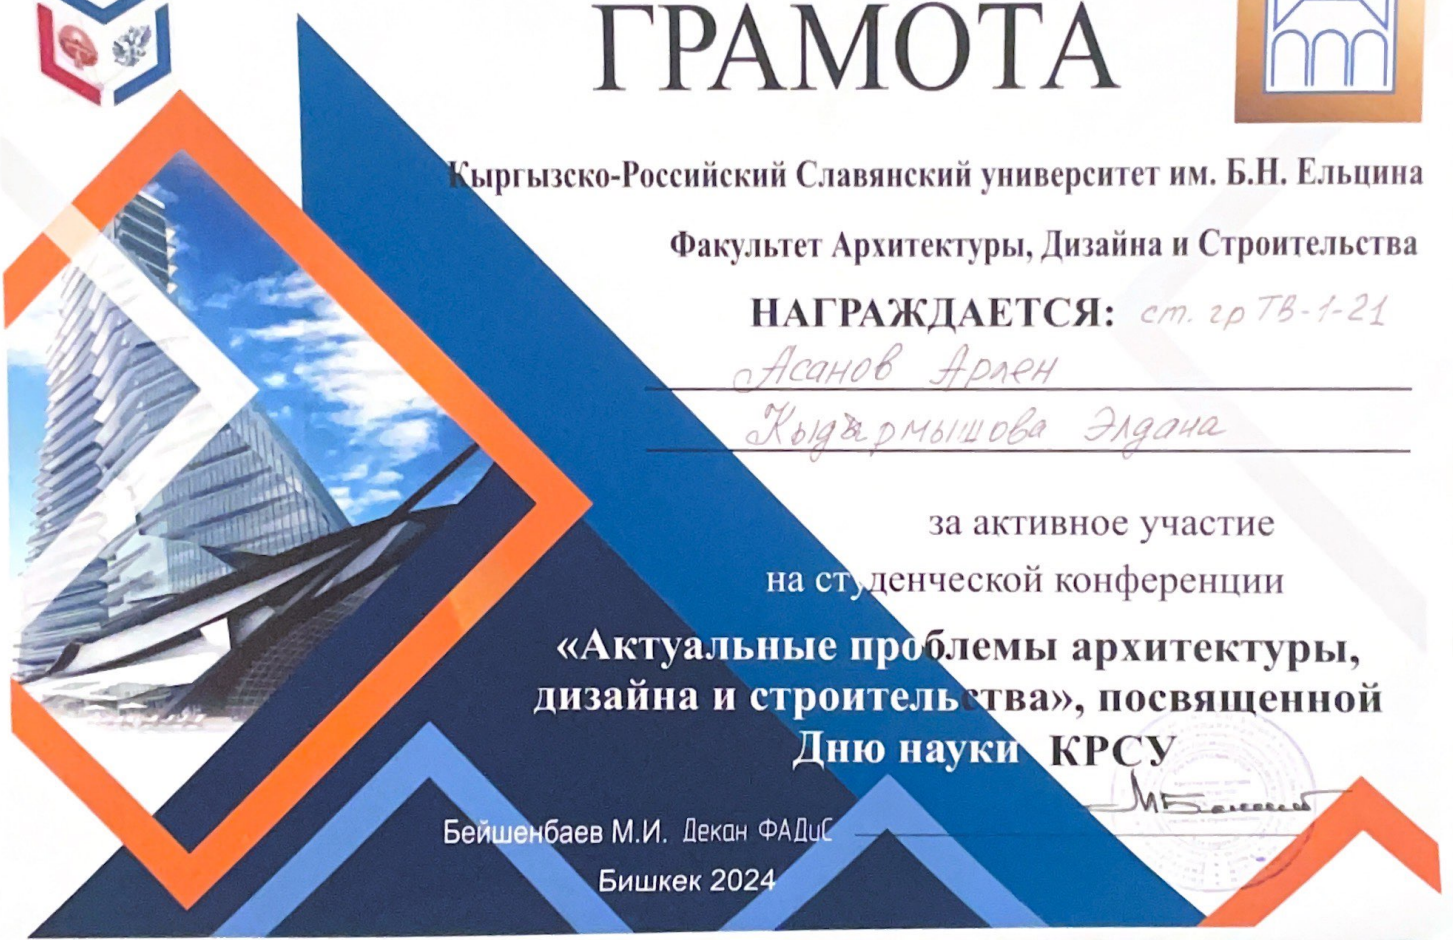 ГРАМОТА
Кыргызско-Российский Славянский университет им. Б.Н. Ельцина
Факультет Архитектуры, Дизайна и Строительства
НАГРАЖДАЕТСЯ: ст. гр ТВ-1-21
Асанов Арлен
Кыдырмышова Элдана
за активное участие
на студенческой конференции
«Актуальные проблемы архитектуры,
дизайна и строительства», посвященной
Дню науки КРСУ
Бейшенбаев М.И. Декан ФАДиС
Бишкек 2024